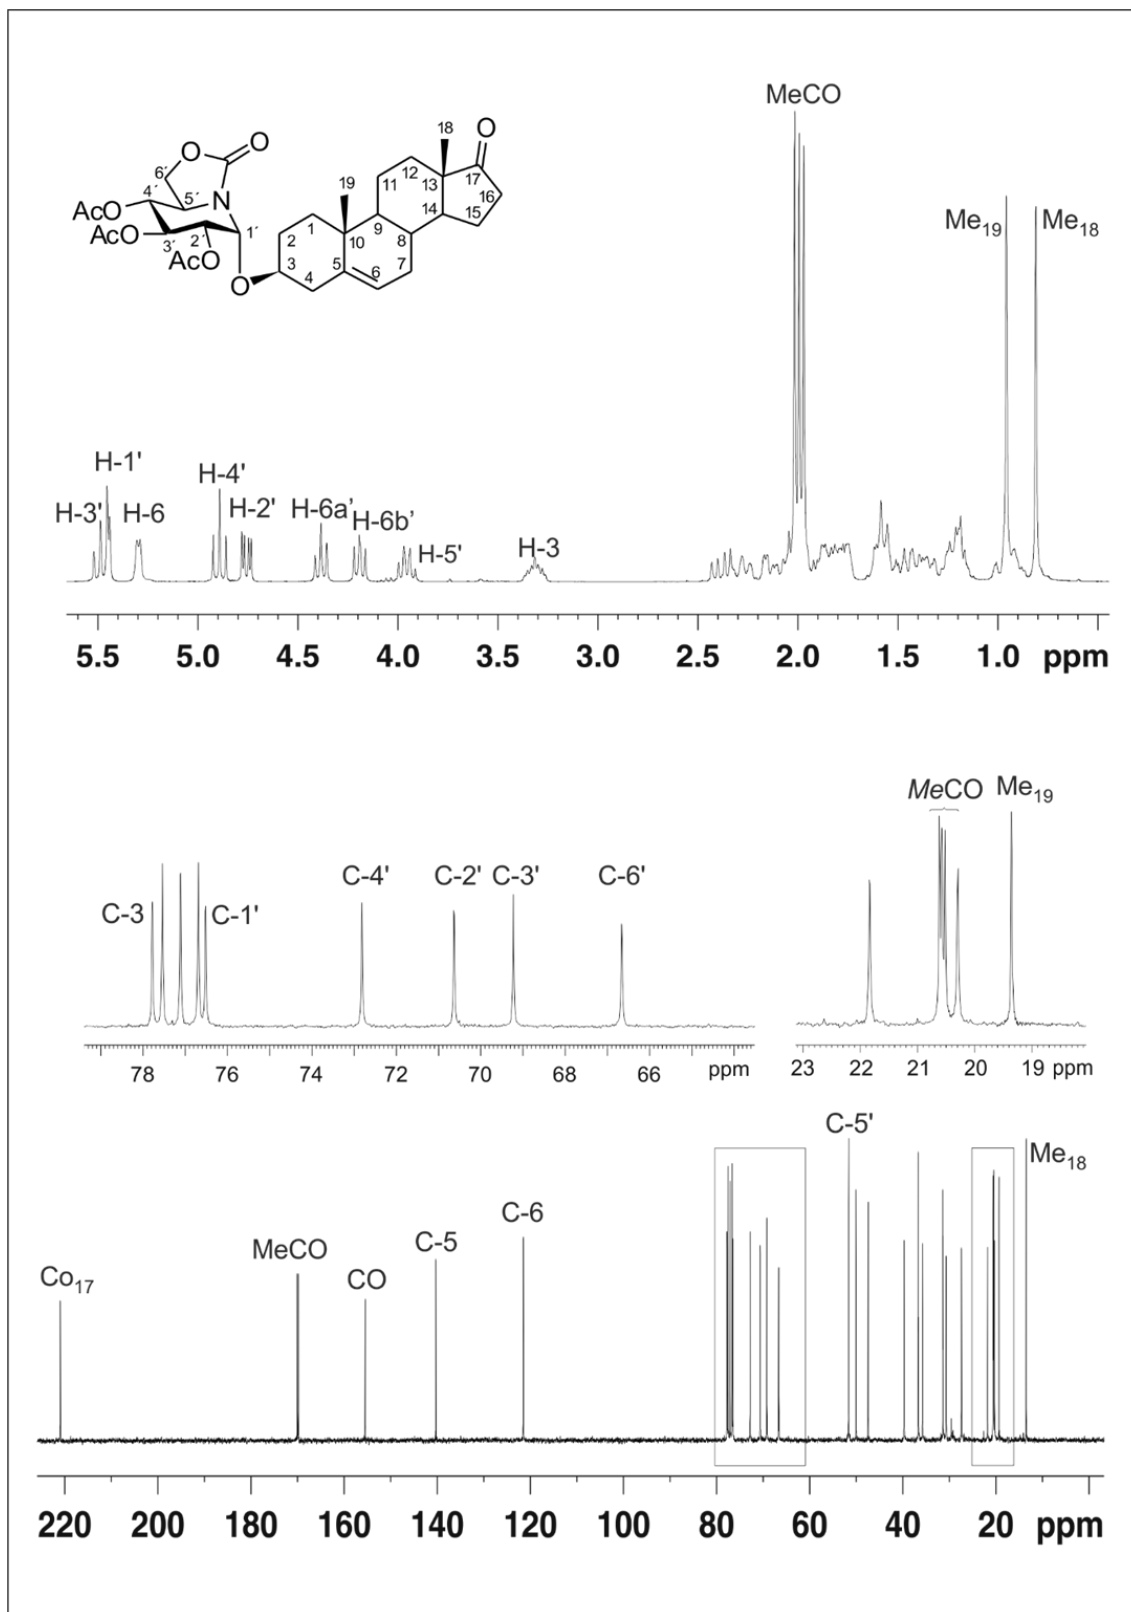 MeCO
18
O
O
O
12
17
6'
11
13
16
19
4'
5'
N
14
15
AcO
1
9
2'
1'
2
10
8
AcO
3'
AcO
3
5
7
O
4
6
Me19
Me18
H-1'
H-4'
H-3'
H-6
H-2'
H-6a’
H-6b’
H-5'
H-3
5.5 5.0 4.5 4.0 3.5 3.0 2.5 2.0 1.5 1.0 ppm
MeCO
Me19
C-4'
C-2'
C-3'
C-6'
C-3
C-1'
78 76 74 72 70 68 66 ppm
23 22 21 20 19 ppm
C-5'
Me18
C-6
MeCO
C-5
Co17
CO
220 200 180 160 140 120 100 80 60 40 20 ppm